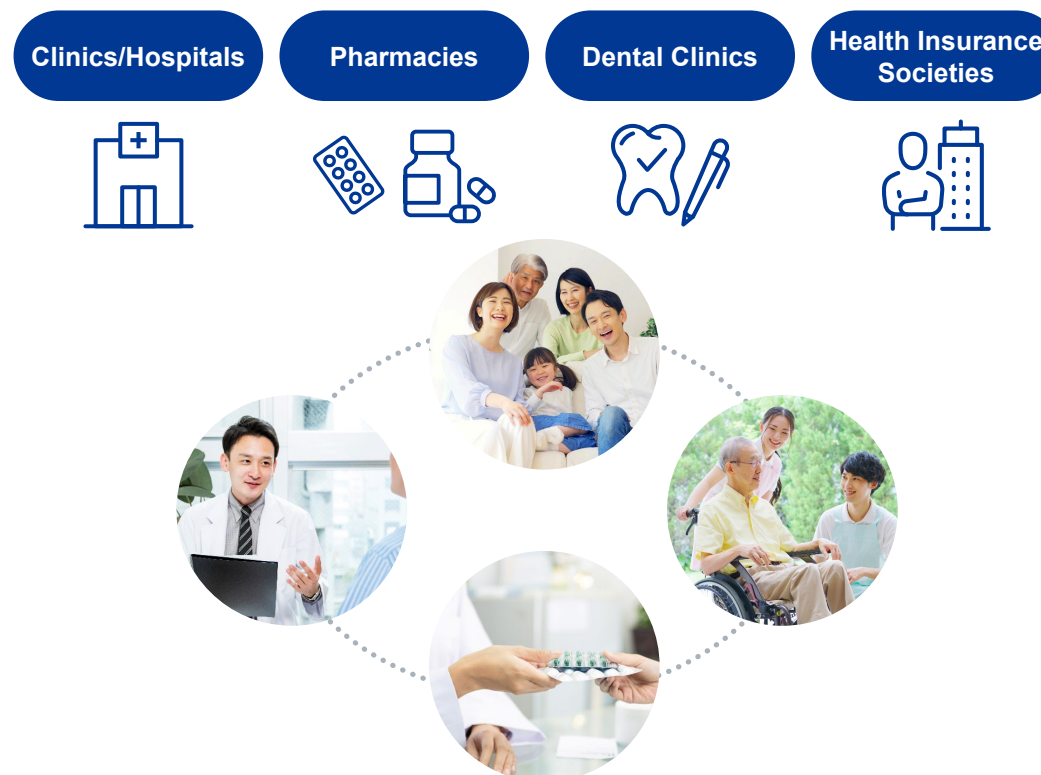 Clinics/Hospitals
Pharmacies
Dental Clinics
Health Insurance
Societies